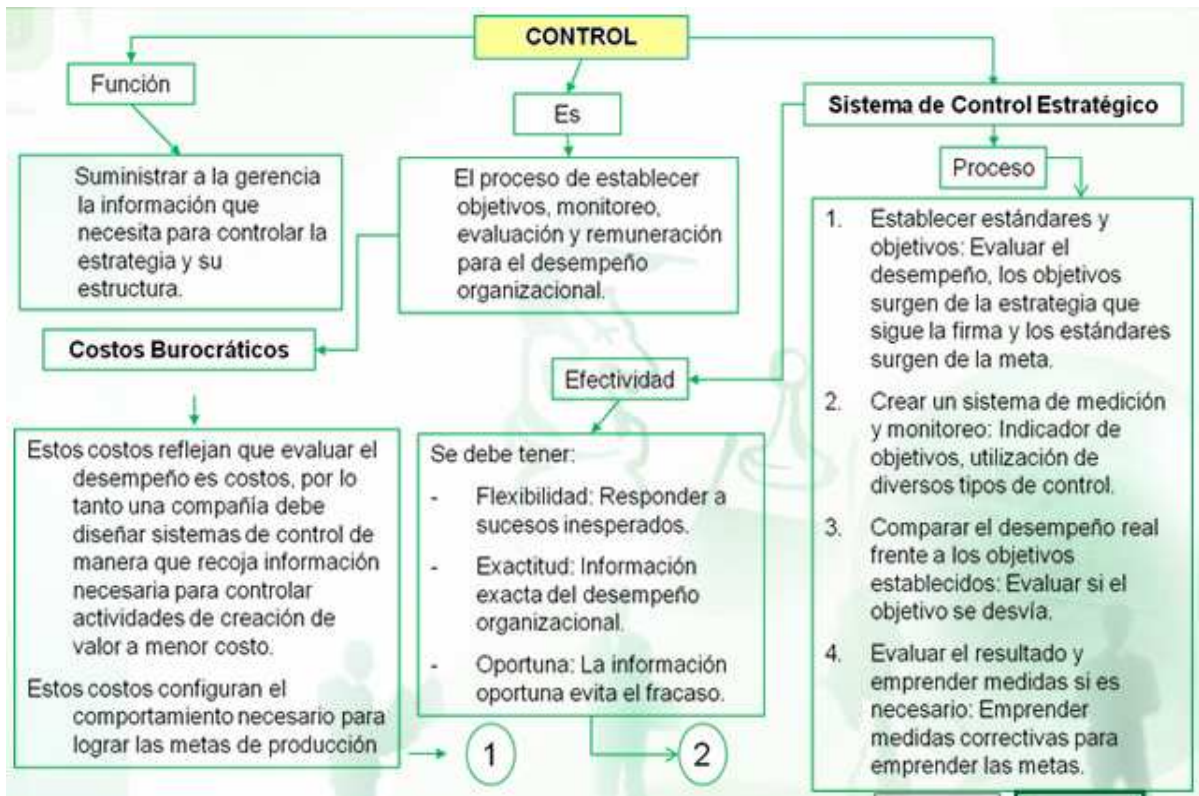 CONTROL
Función
Es
Sistema de Control Estratégico
Suministrar a la gerencia
la información que
necesita para controlar la
estrategia y su
estructura.
El proceso de establecer
objetivos, monitoreo,
evaluación y remuneración
para el desempeño
organizacional.
Proceso
Costos Burocráticos
Efectividad
Estos costos reflejan que evaluar el
desempeño es costos, por lo
tanto una compañía debe
diseñar sistemas de control de
manera que recoja información
necesaria para controlar
actividades de creación de
valor a menor costo.
Estos costos configuran el
comportamiento necesario para
lograr las metas de producción
1
Se debe tener:
- Flexibilidad: Responder a
sucesos inesperados.
- Exactitud: Información
exacta del desempeño
organizacional.
- Oportuna: La información
oportuna evita el fracaso.
2
1. Establecer estándares y
objetivos: Evaluar el
desempeño, los objetivos
surgen de la estrategia que
sigue la firma y los estándares
surgen de la meta.
2. Crear un sistema de medición
y monitoreo: Indicador de
objetivos, utilización de
diversos tipos de control.
3. Comparar el desempeño real
frente a los objetivos
establecidos: Evaluar si el
objetivo se desvía.
4. Evaluar el resultado y
emprender medidas si es
necesario: Emprender
medidas correctivas para
emprender las metas.